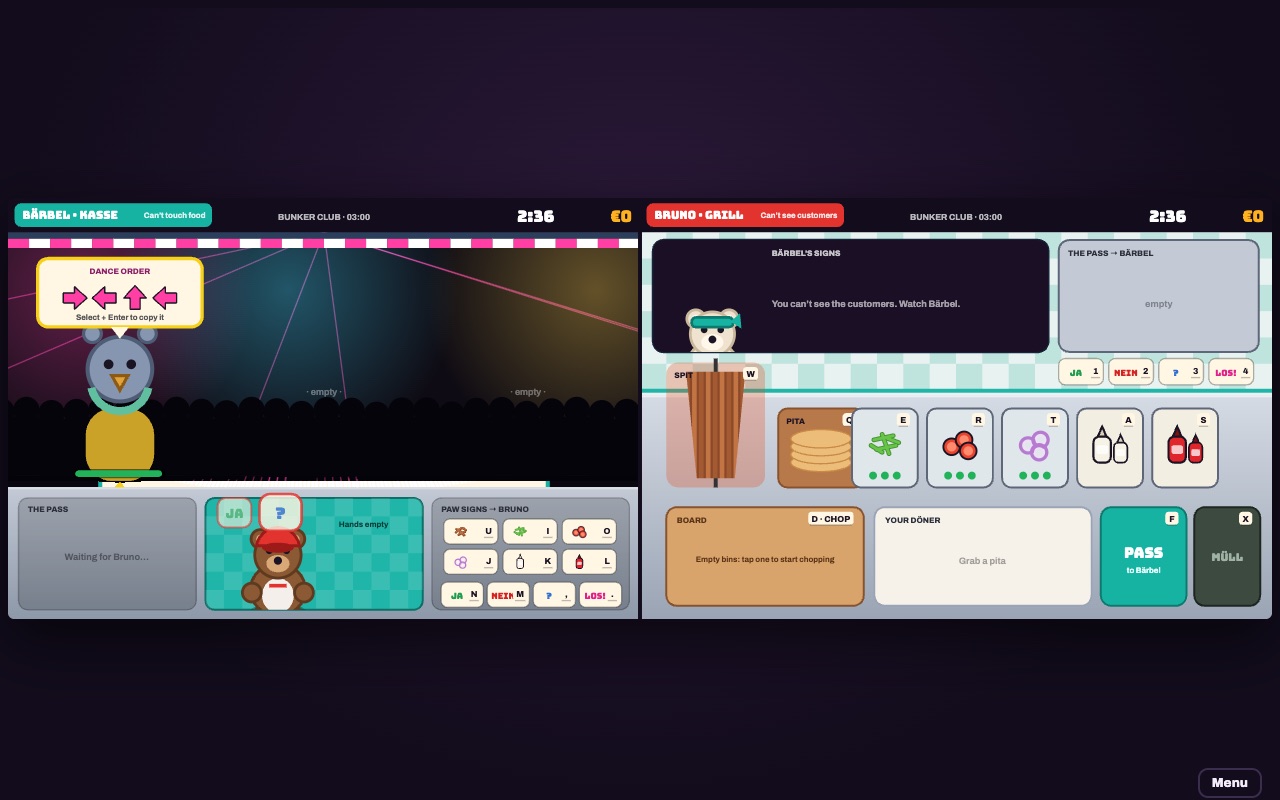 BÄRBEL • KASSE
Can't touch food
BUNKER CLUB · 03:00
2:36
€0
DANCE ORDER
Select + Enter to copy it
· empty ·
· empty ·
THE PASS
Waiting for Bruno...
JA
?
Hands empty
PAW SIGNS → BRUNO
U
I
O
J
K
L
JA N
NEIN M
? ,
LOS! .
BRUNO • GRILL
Can't see customers
BUNKER CLUB · 03:00
2:36
€0
BÄRBEL'S SIGNS
You can't see the customers. Watch Bärbel.
THE PASS → BÄRBEL
empty
JA 1
NEIN 2
? 3
LOS! 4
W
PITA
E
R
T
A
S
BOARD
D · CHOP
Empty bins: tap one to start chopping
YOUR DÖNER
Grab a pita
F
PASS
to Bärbel
X
MÜLL
Menu